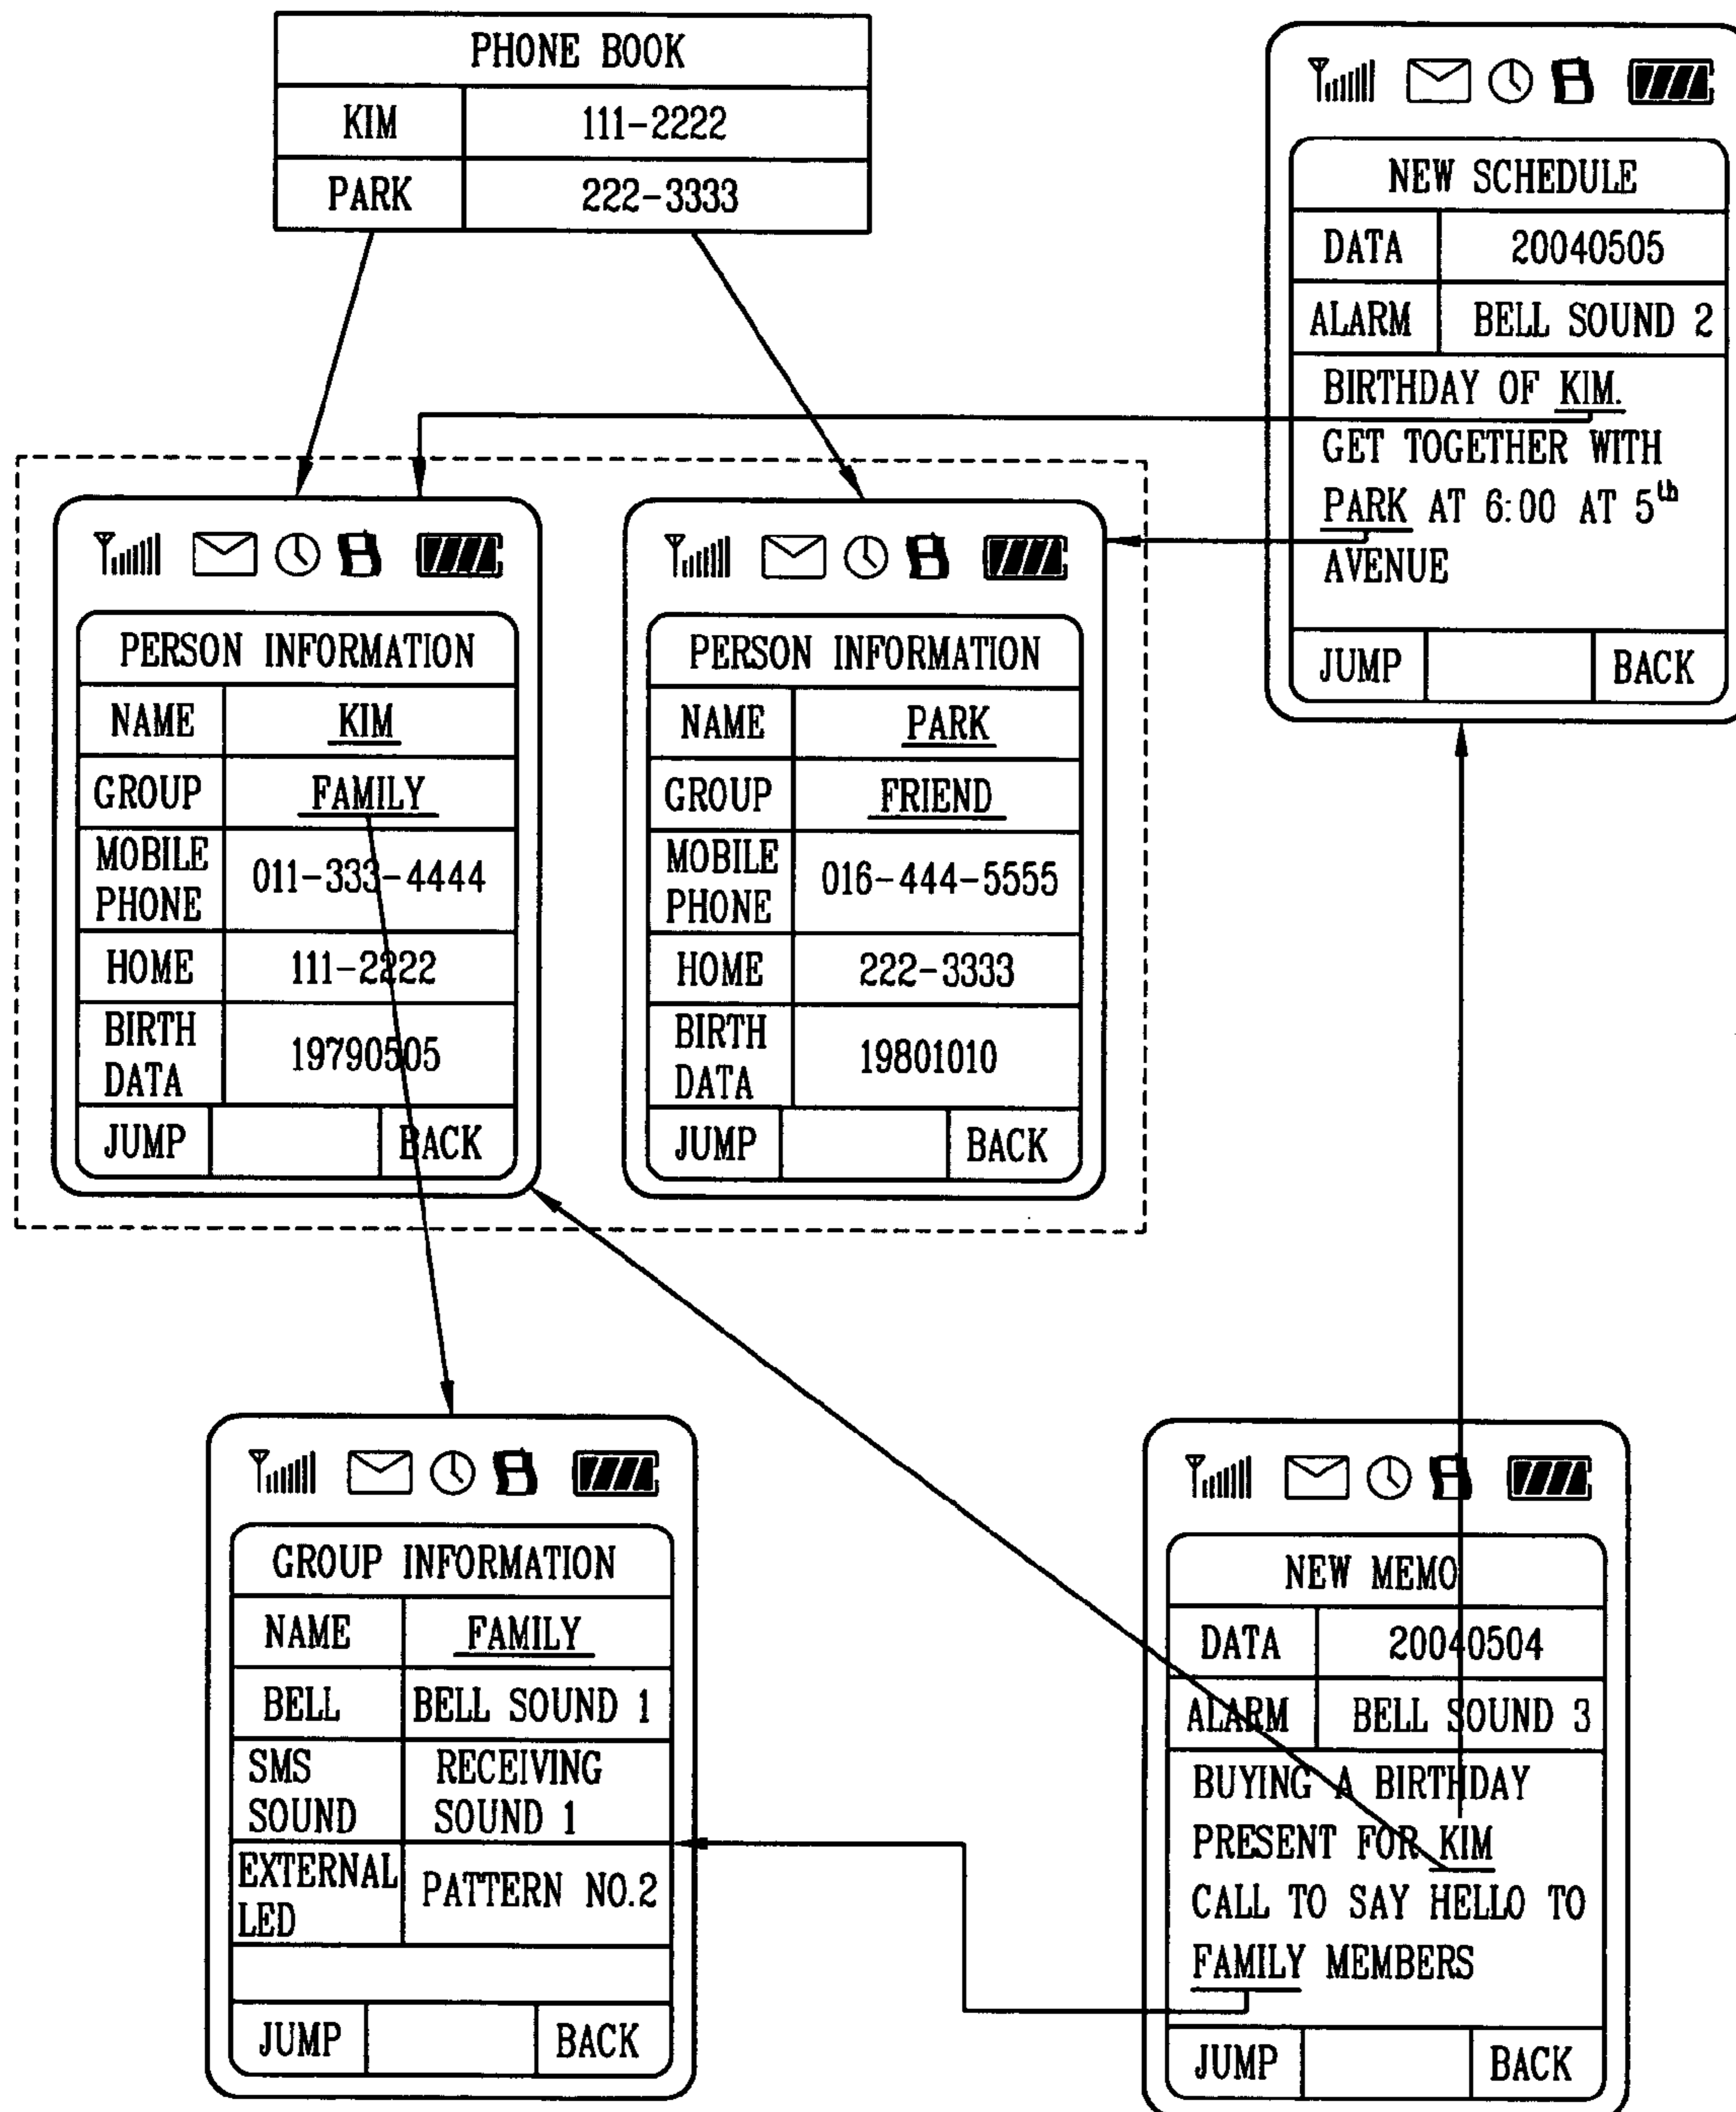 PHONE BOOK
KIM 111-2222
PARK 222-3333
NEW SCHEDULE
DATA 20040505
ALARM BELL SOUND 2
BIRTHDAY OF KIM.
GET TOGETHER WITH
PARK AT 6:00 AT 5th
AVENUE
JUMP BACK
PERSON INFORMATION
NAME KIM
GROUP FAMILY
MOBILE
PHONE 011-333-4444
HOME 111-2222
BIRTH
DATA 19790505
JUMP BACK
PERSON INFORMATION
NAME PARK
GROUP FRIEND
MOBILE
PHONE 016-444-5555
HOME 222-3333
BIRTH
DATA 19801010
JUMP BACK
GROUP INFORMATION
NAME FAMILY
BELL BELL SOUND 1
SMS RECEIVING
SOUND SOUND 1
EXTERNAL
LED PATTERN NO.2
JUMP BACK
NEW MEMO
DATA 20040504
ALARM BELL SOUND 3
BUYING A BIRTHDAY
PRESENT FOR KIM
CALL TO SAY HELLO TO
FAMILY MEMBERS
JUMP BACK